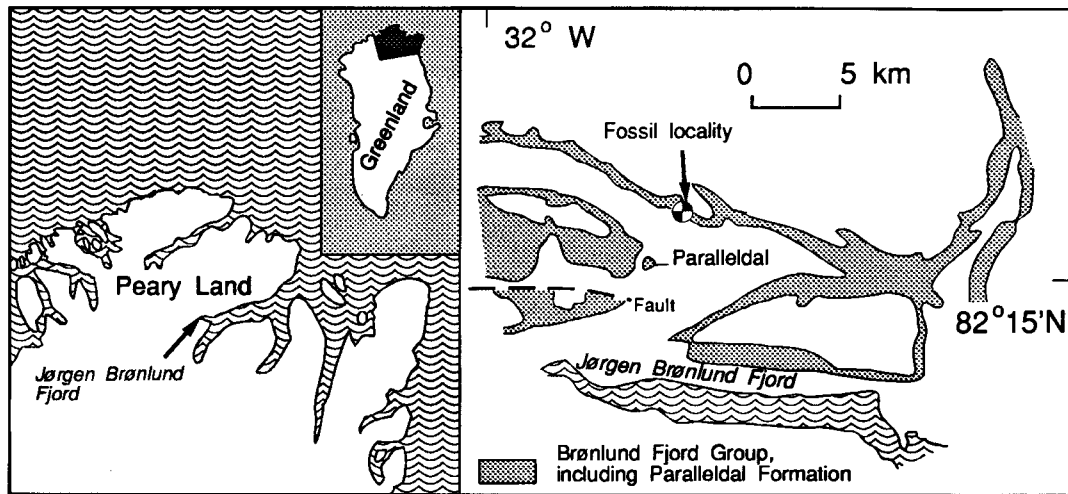 Greenland
Peary Land
Jørgen Brønlund
Fjord
32° W
0 5 km
Fossil locality
Paralleldal
Fault
82°15'N
Jørgen Brønlund Fjord
Brønlund Fjord Group,
including Paralleldal Formation